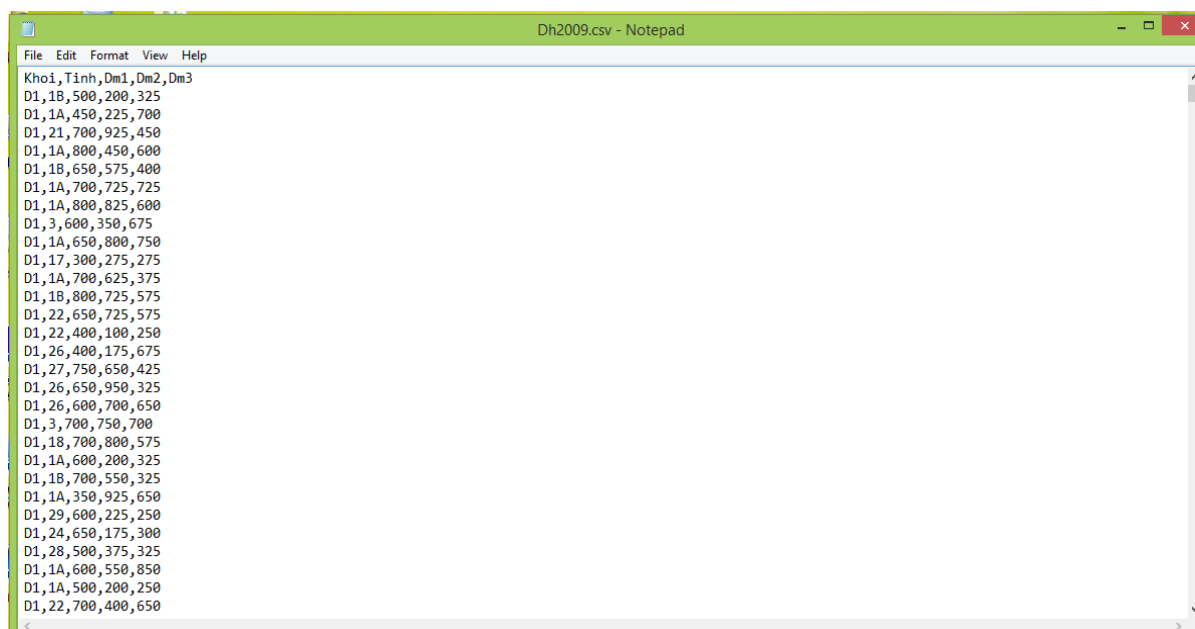 Dh2009.csv - Notepad
File Edit Format View Help
Khoi,Tinh,Dm1,Dm2,Dm3
D1,1B,500,200,325
D1,1A,450,225,700
D1,21,700,925,450
D1,1A,800,450,600
D1,1B,650,575,400
D1,1A,700,725,725
D1,1A,800,825,600
D1,3,600,350,675
D1,1A,650,800,750
D1,17,300,275,275
D1,1A,700,625,375
D1,1B,800,725,575
D1,22,650,725,575
D1,22,400,100,250
D1,26,400,175,675
D1,27,750,650,425
D1,26,650,950,325
D1,26,600,700,650
D1,3,700,750,700
D1,18,700,800,575
D1,1A,600,200,325
D1,1B,700,550,325
D1,1A,350,925,650
D1,29,600,225,250
D1,24,650,175,300
D1,28,500,375,325
D1,1A,600,550,850
D1,1A,500,200,250
D1,22,700,400,650